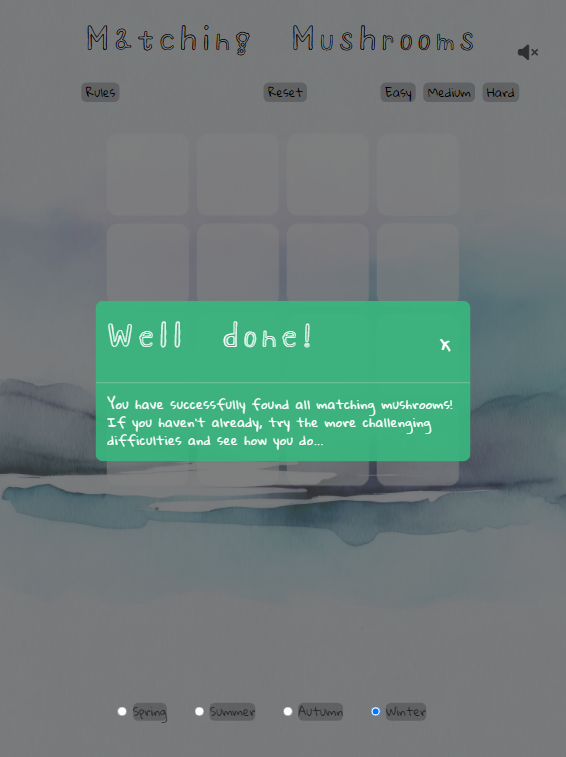 Matching Mushrooms
Rules Reset Easy Medium Hard
Well done!
x
You have successfully found all matching mushrooms!
If you haven't already, try the more challenging
difficulties and see how you do...
Spring Summer Autumn Winter